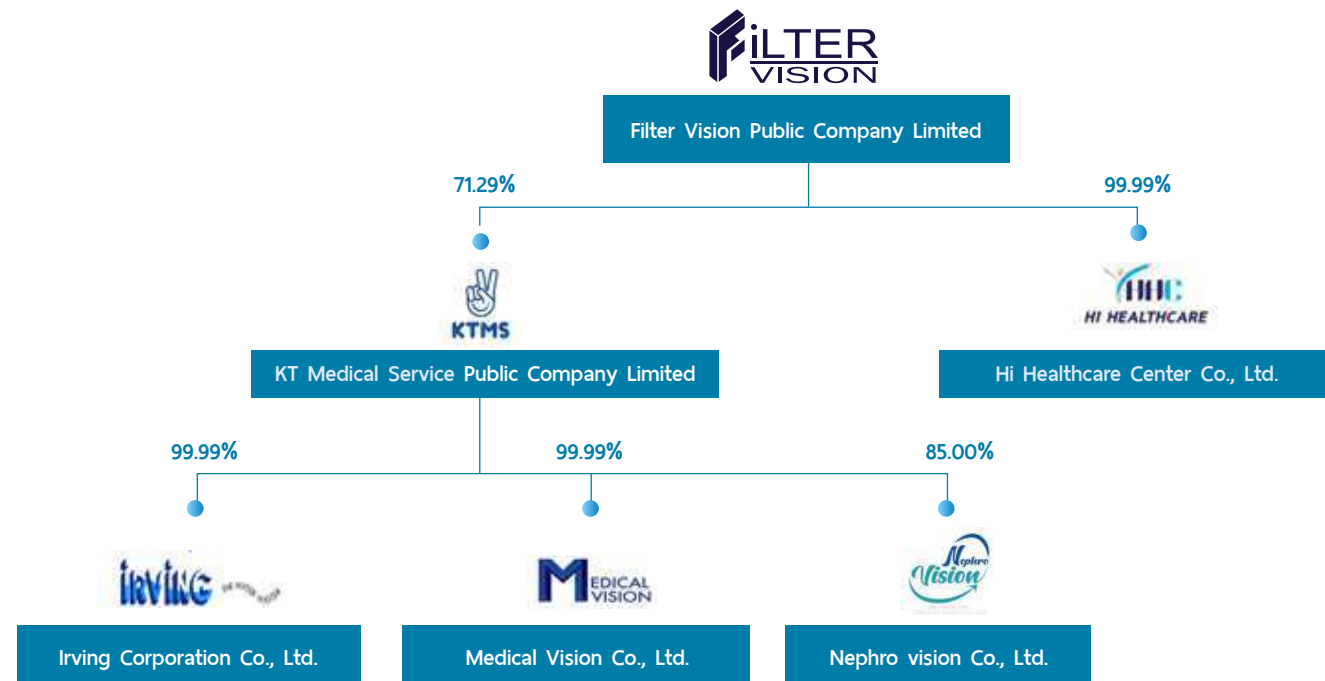 FiLTER
VISION
Filter Vision Public Company Limited
71.29%
99.99%
KTMS
HHC
HI HEALTHCARE
KT Medical Service Public Company Limited
Hi Healthcare Center Co., Ltd.
99.99%
99.99%
85.00%
iRViNG
MEDICAL
VISION
Nephro
Vision
Irving Corporation Co., Ltd.
Medical Vision Co., Ltd.
Nephro vision Co., Ltd.